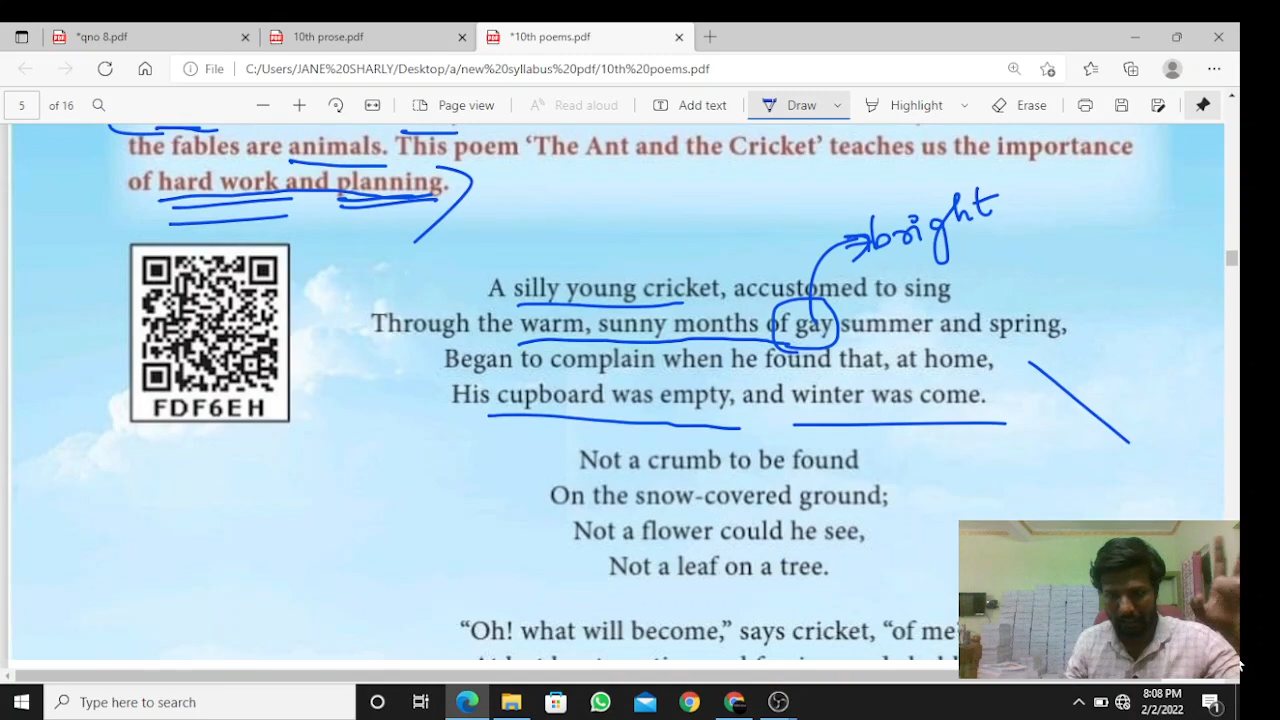 *qno 8.pdf
10th prose.pdf
*10th poems.pdf
File
C:/Users/JANE%20SHARLY/Desktop/a/new%20syllabus%20pdf/10th%20poems.pdf
5 of 16
Page view
Read aloud
Add text
Draw
Highlight
Erase
the fables are animals. This poem ‘The Ant and the Cricket’ teaches us the importance
of hard work and planning.
bright
A silly young cricket, accustomed to sing
Through the warm, sunny months of gay summer and spring,
Began to complain when he found that, at home,
His cupboard was empty, and winter was come.
FDF6EH
Not a crumb to be found
On the snow-covered ground;
Not a flower could he see,
Not a leaf on a tree.
“Oh! what will become,” says cricket, “of me
Type here to search
8:08 PM
2/2/2022
1